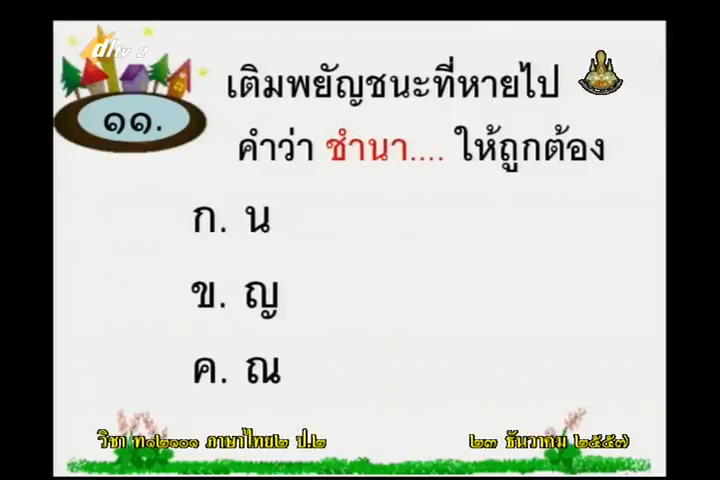 dltv 2
๑๑.
เติมพยัญชนะที่หายไป
คำว่า ชำนา.... ให้ถูกต้อง
ก. น
ข. ญ
ค. ณ
วิชา ท๑๒๑๐๑ ภาษาไทย๒ ป.๒
๒๓ ธันวาคม ๒๕๕๗